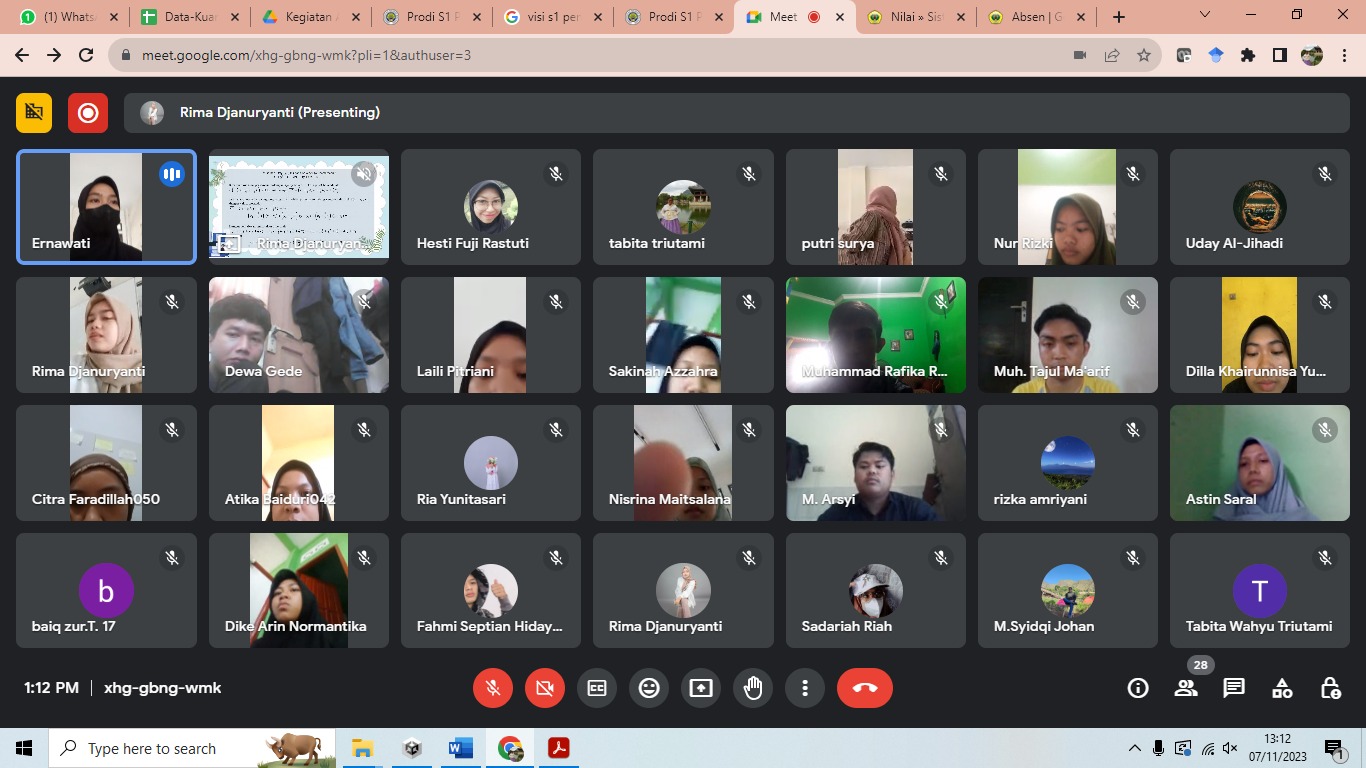 (1) Whats
Data-Kua
Kegiatan
Prodi S1 P
visi s1 per
Prodi S1 P
Meet
Nilai » Sis
Absen | G
meet.google.com/xhg-gbng-wmk?pli=1&authuser=3
Rima Djanuryanti (Presenting)
Ernawati
Rima Djanuryan...
Hesti Fuji Rastuti
tabita triutami
putri surya
Nur Rizki
Uday Al-Jihadi
Rima Djanuryanti
Dewa Gede
Laili Pitriani
Sakinah Azzahra
Muhammad Rafika R...
Muh. Tajul Ma'arif
Dilla Khairunnisa Yu...
Citra Faradillah050
Atika Baiduri042
Ria Yunitasari
Nisrina Maitsalana
M. Arsyi
rizka amriyani
Astin Saral
b
baiq zur.T. 17
Dike Arin Normantika
Fahmi Septian Hiday...
Rima Djanuryanti
Sadariah Riah
M.Syidqi Johan
T
Tabita Wahyu Triutami
1:12 PM | xhg-gbng-wmk
28
Type here to search
13:12
07/11/2023
1